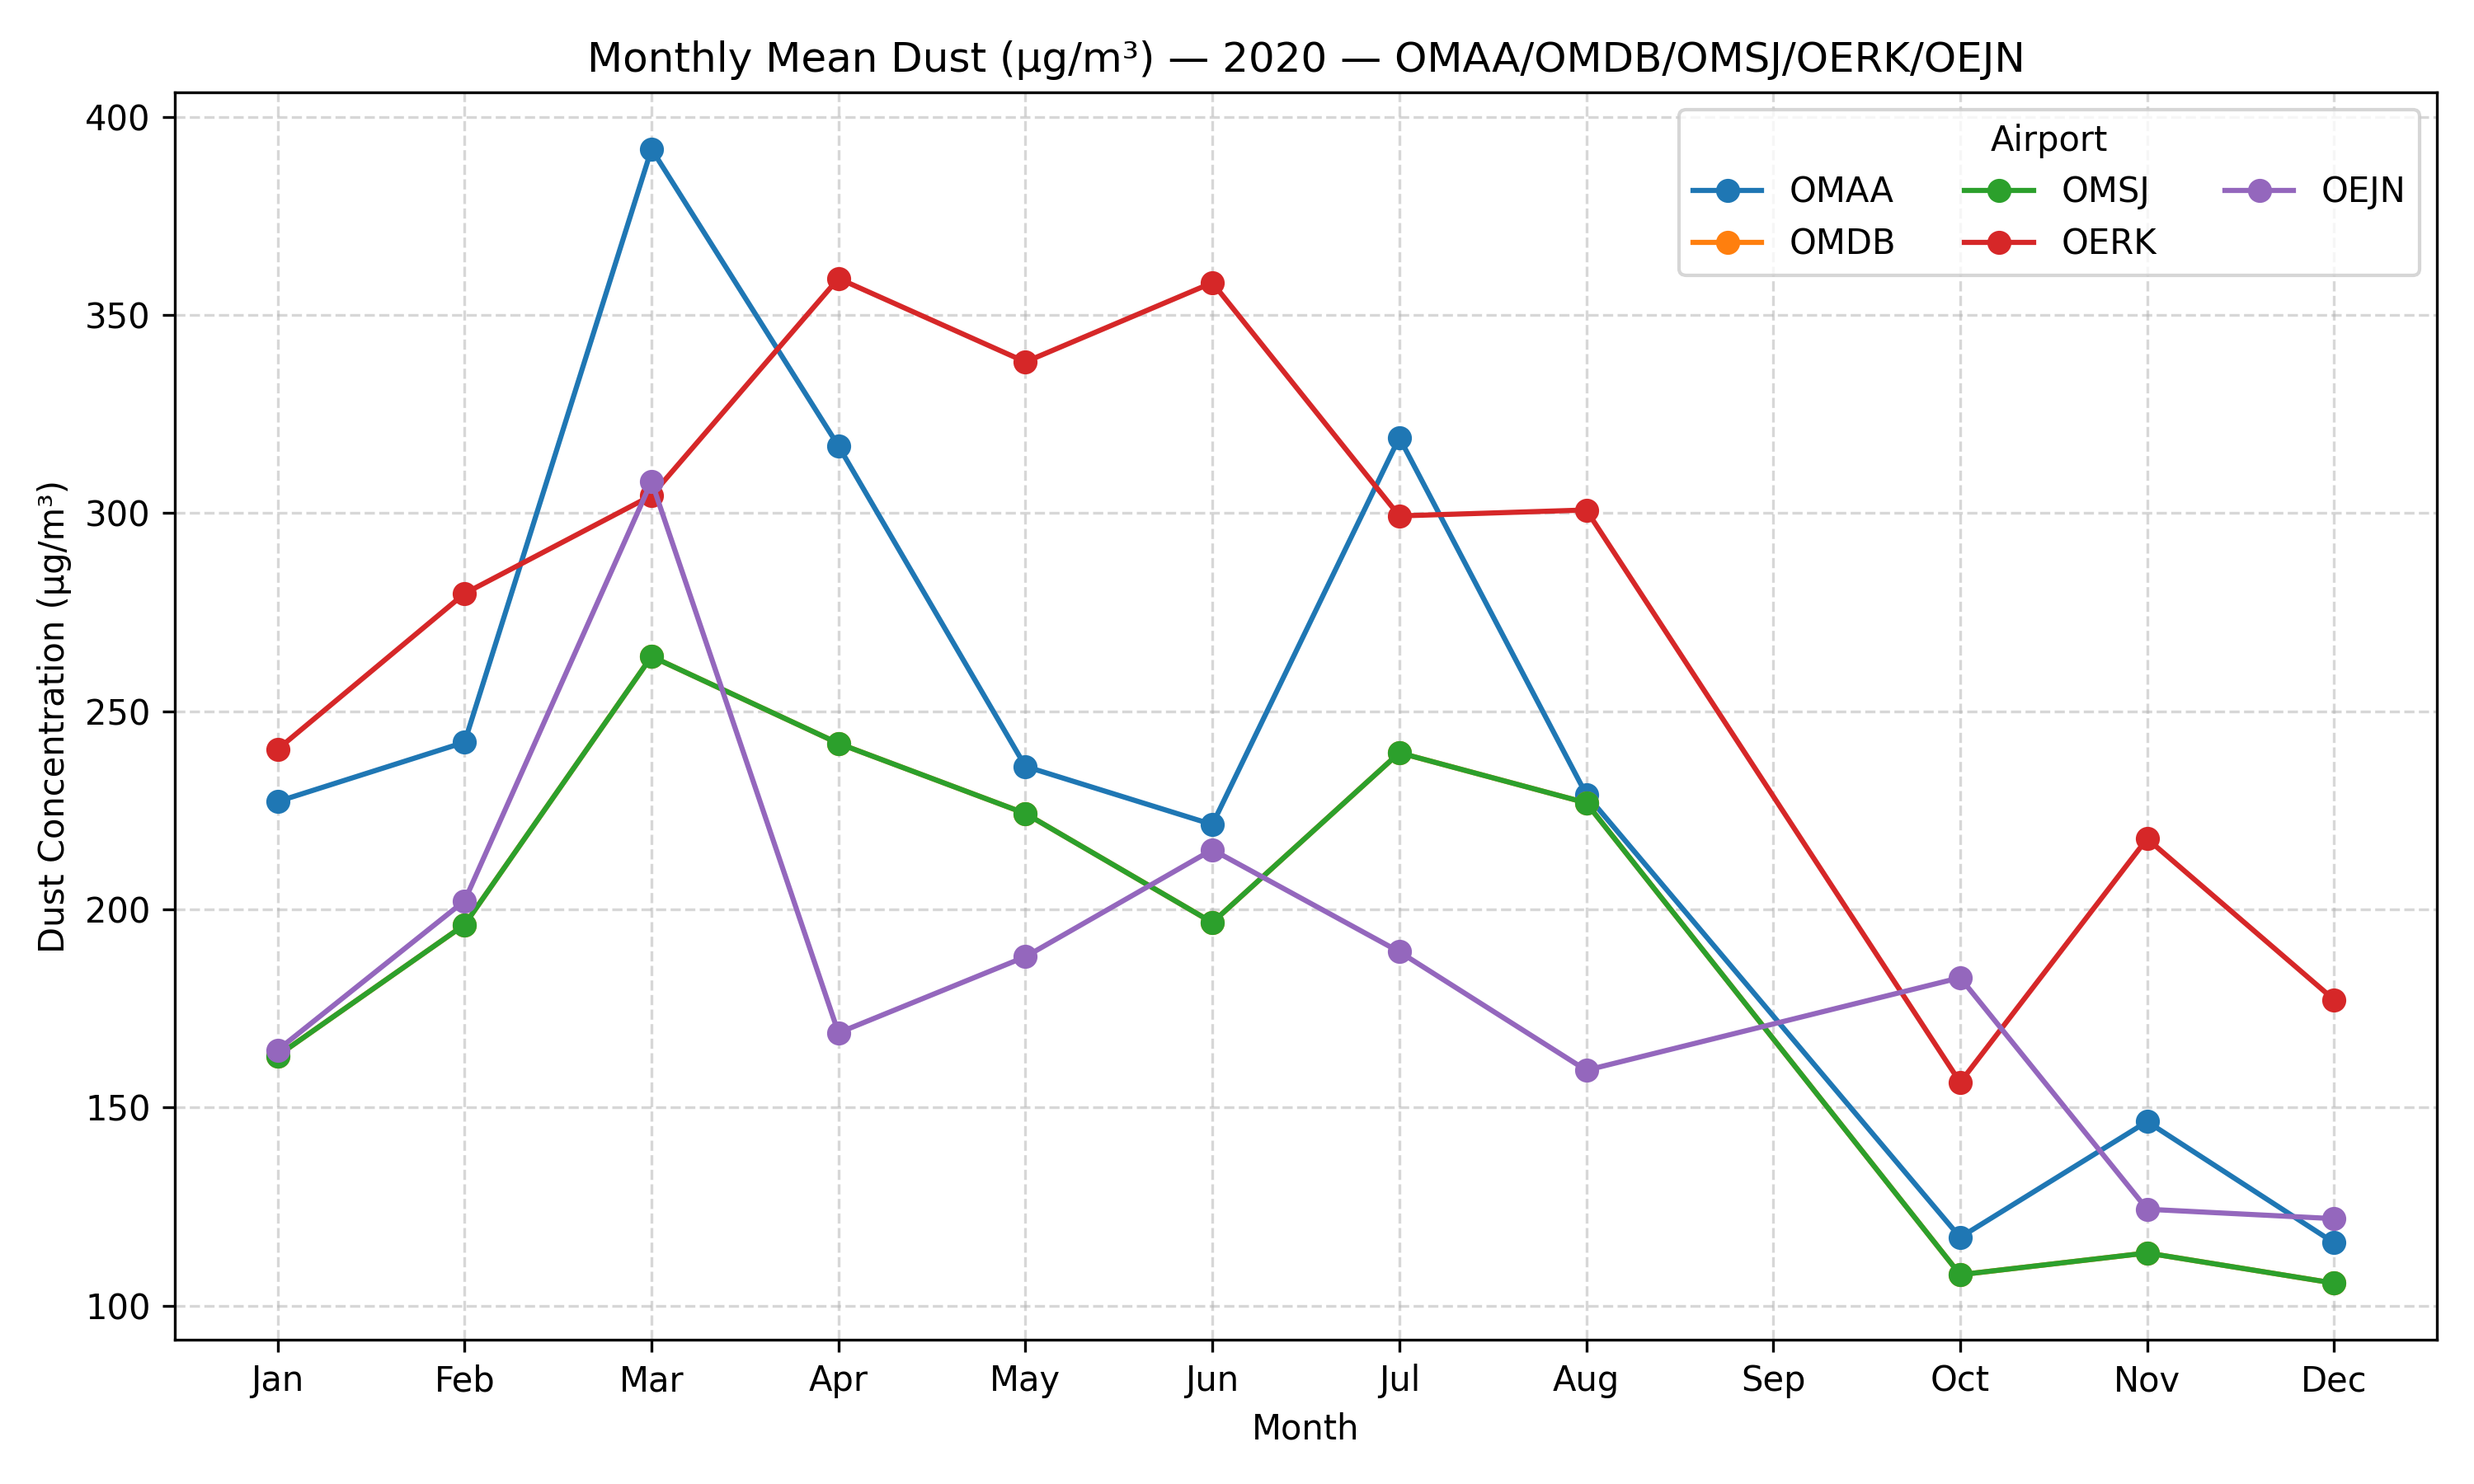 Monthly Mean Dust (µg/m³) — 2020 — OMAA/OMDB/OMSJ/OERK/OEJN
Airport
OMAA OMSJ OEJN
OMDB OERK
Dust Concentration (µg/m³)
400
350
300
250
200
150
100
Jan Feb Mar Apr May Jun Jul Aug Sep Oct Nov Dec
Month